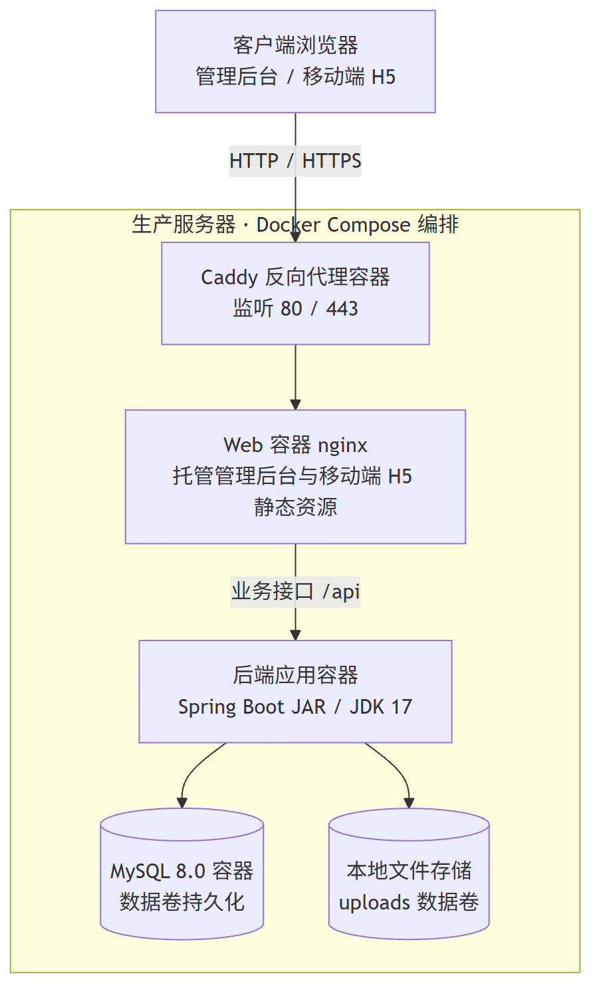 客户端浏览器
管理后台 / 移动端 H5
HTTP / HTTPS
生产服务器 · Docker Compose 编排
Caddy 反向代理容器
监听 80 / 443
Web 容器 nginx
托管管理后台与移动端 H5
静态资源
业务接口 /api
后端应用容器
Spring Boot JAR / JDK 17
MySQL 8.0 容器
数据卷持久化
本地文件存储
uploads 数据卷